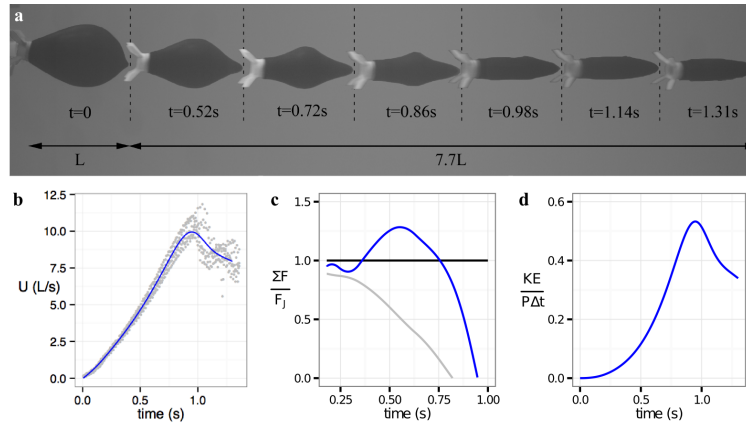 a
t=0 t=0.52s t=0.72s t=0.86s t=0.98s t=1.14s t=1.31s
L 7.7L
b c d
12.5
10.0
7.5
U (L/s)
5.0
2.5
0.0
0.0 0.5 1.0
time (s)
1.5
1.0
ΣF
FJ
0.5
0.0
0.25 0.50 0.75 1.00
time (s)
0.6
0.4
KE
PΔt
0.2
0.0
0.0 0.5 1.0
time (s)